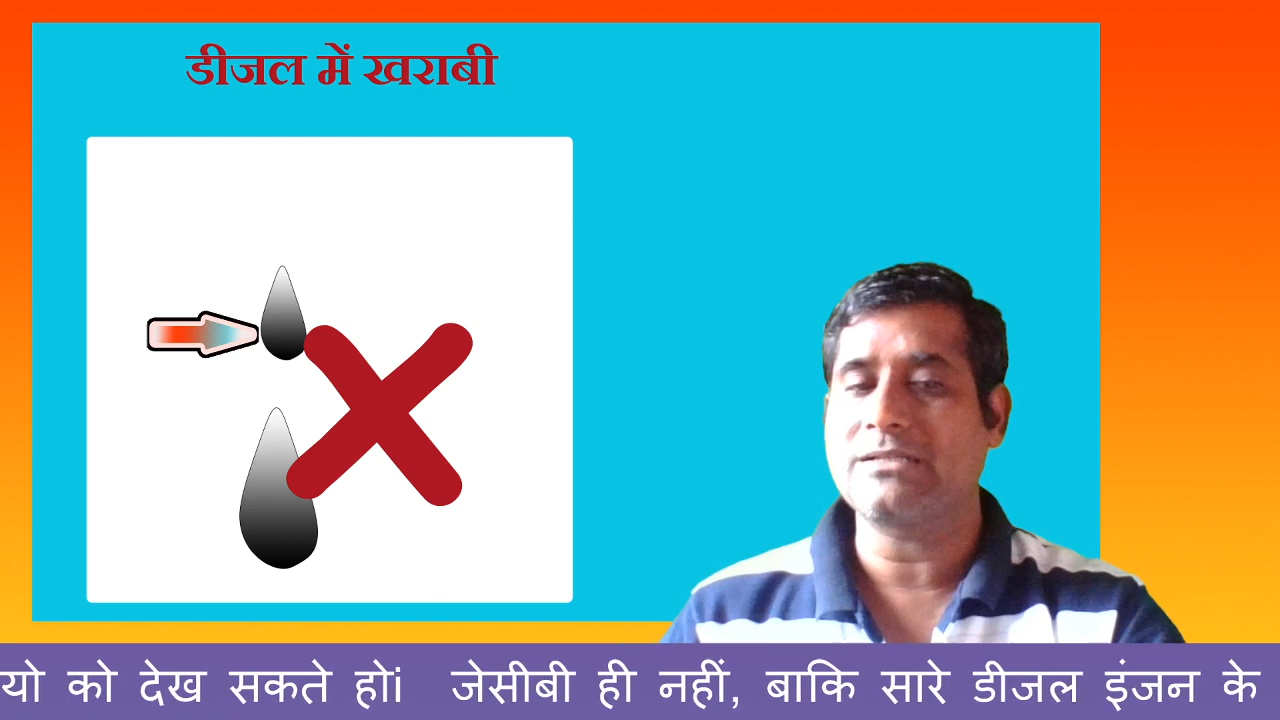 डीजल में खराबी
यो को देख सकते होi जेसीबी ही नहीं, बाकि सारे डीजल इंजन के